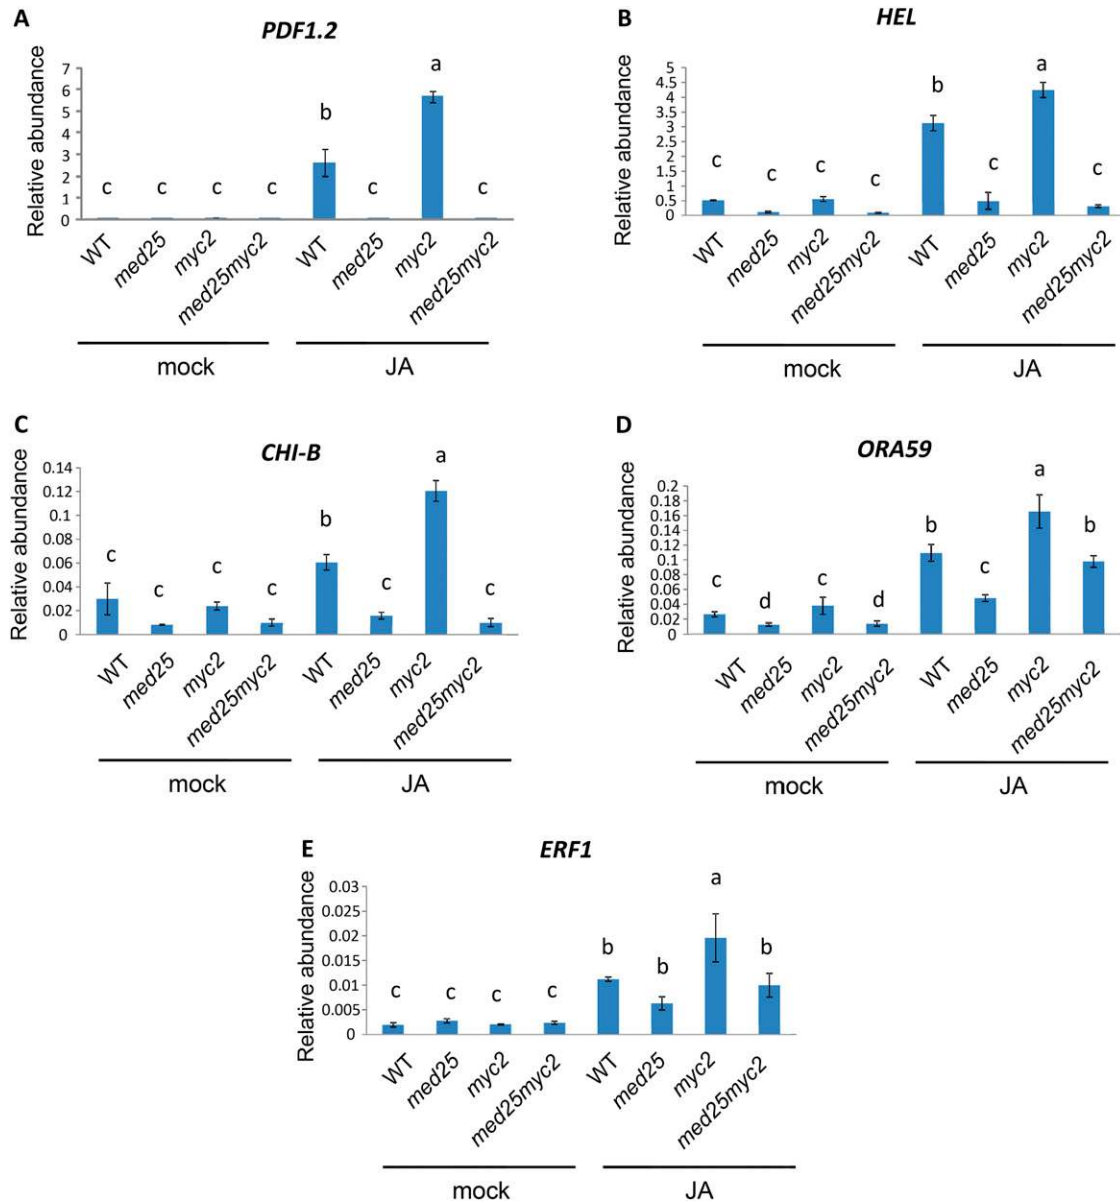 A
PDF1.2
Relative abundance
7
6
5
4
3
2
1
0
c c c c b c a c
WT med25 myc2 med25myc2 WT med25 myc2 med25myc2
mock JA
B
HEL
Relative abundance
5
4.5
4
3.5
3
2.5
2
1.5
1
0.5
0
c c c c b c a c
WT med25 myc2 med25myc2 WT med25 myc2 med25myc2
mock JA
C
CHI-B
Relative abundance
0.14
0.12
0.1
0.08
0.06
0.04
0.02
0
c c c c b c a c
WT med25 myc2 med25myc2 WT med25 myc2 med25myc2
mock JA
D
ORA59
Relative abundance
0.2
0.18
0.16
0.14
0.12
0.1
0.08
0.06
0.04
0.02
0
c d c d b c a b
WT med25 myc2 med25myc2 WT med25 myc2 med25myc2
mock JA
E
ERF1
Relative abundance
0.03
0.025
0.02
0.015
0.01
0.005
0
c c c c b b a b
WT med25 myc2 med25myc2 WT med25 myc2 med25myc2
mock JA